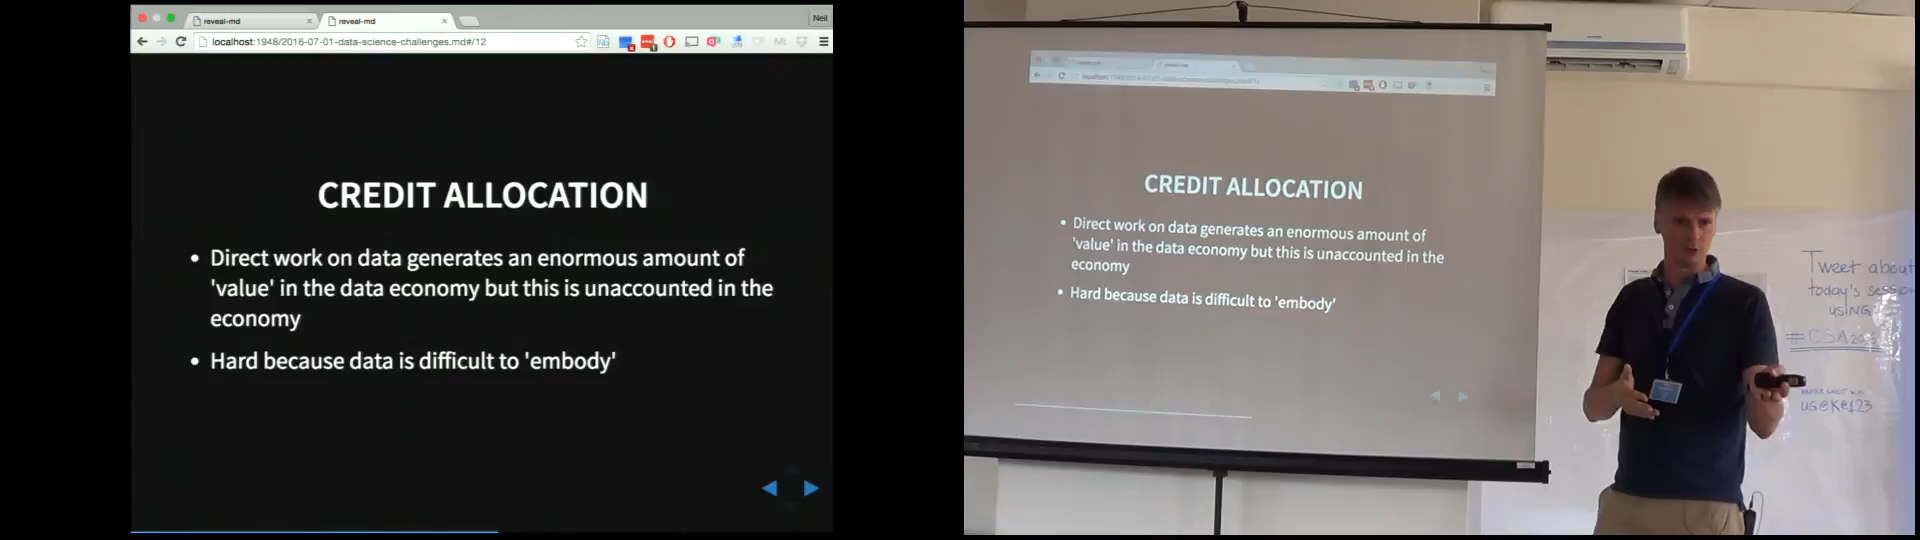 reveal-md
reveal-md
Neil
localhost:1948/2016-07-01-data-science-challenges.md#/12
CREDIT ALLOCATION
• Direct work on data generates an enormous amount of
'value' in the data economy but this is unaccounted in the
economy
• Hard because data is difficult to 'embody'
CREDIT ALLOCATION
• Direct work on data generates an enormous amount of
'value' in the data economy but this is unaccounted in the
economy
• Hard because data is difficult to 'embody'
Tweet about
today's session
USING